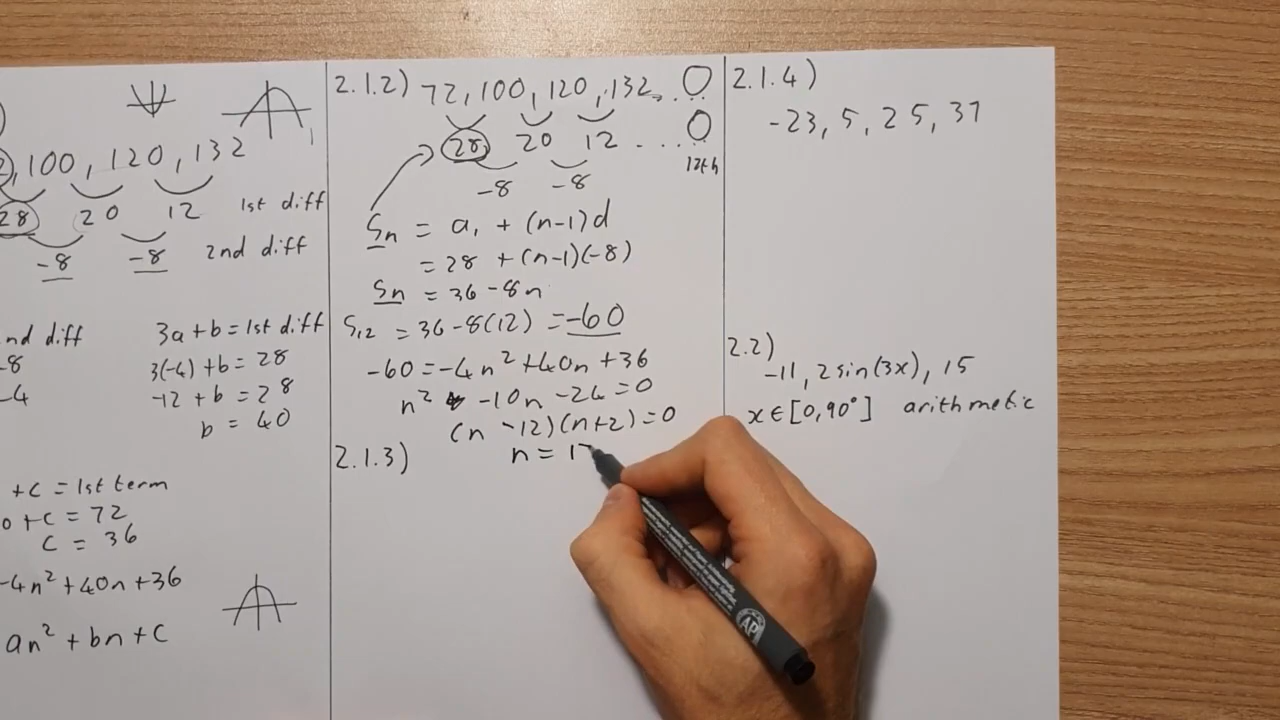 ,100, 120, 132
28 20 12 1st diff
-8 -8 2nd diff
nd diff
-8
-4
3a + b = 1st diff
3(-4) + b = 28
-12 + b = 28
b = 40
+ C = 1st term
0 + C = 72
C = 36
-4n² + 40n + 36
an² + bn + C
2.1.2) 72, 100, 120, 132, ... 0
28 20 12 .... 0
12th
-8 -8
Sn = a, + (n-1)d
= 28 + (n-1)(-8)
Sn = 36 - 8n
S12 = 36 - 8(12) = -60
-60 = -4n² + 40n + 36
n² -10n -24 = 0
(n -12)(n+2) = 0
n = 1
2.1.3)
2.1.4)
-23, 5, 25, 37
2.2)
-11, 2sin(3x), 15
x ∈ [0, 90°] arithmetic
AP